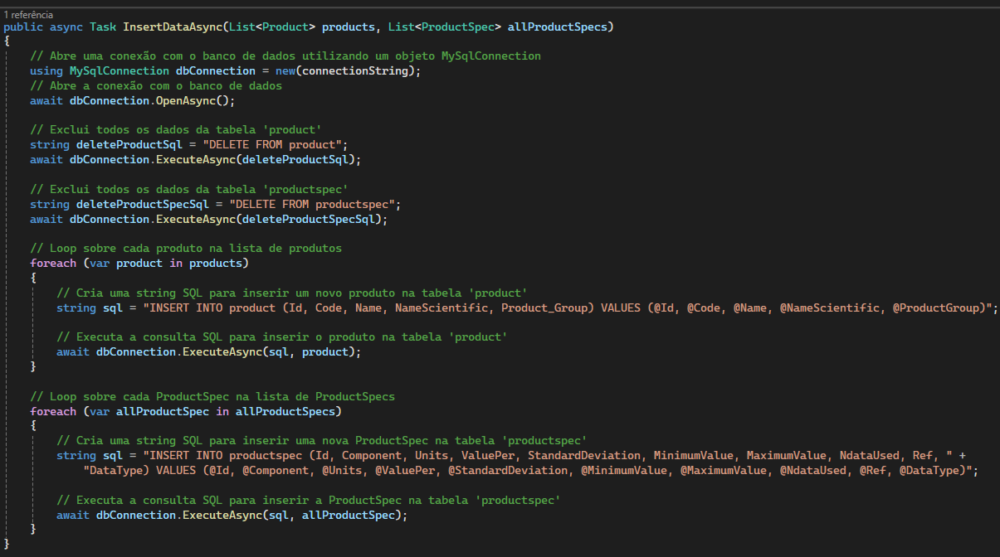 1 referência
public async Task InsertDataAsync(List<Product> products, List<ProductSpec> allProductSpecs)
{
// Abre uma conexão com o banco de dados utilizando um objeto MySqlConnection
using MySqlConnection dbConnection = new(connectionString);
// Abre a conexão com o banco de dados
await dbConnection.OpenAsync();
// Exclui todos os dados da tabela 'product'
string deleteProductSql = "DELETE FROM product";
await dbConnection.ExecuteAsync(deleteProductSql);
// Exclui todos os dados da tabela 'productspec'
string deleteProductSpecSql = "DELETE FROM productspec";
await dbConnection.ExecuteAsync(deleteProductSpecSql);
// Loop sobre cada produto na lista de produtos
foreach (var product in products)
{
// Cria uma string SQL para inserir um novo produto na tabela 'product'
string sql = "INSERT INTO product (Id, Code, Name, NameScientific, Product_Group) VALUES (@Id, @Code, @Name, @NameScientific, @ProductGroup)";
// Executa a consulta SQL para inserir o produto na tabela 'product'
await dbConnection.ExecuteAsync(sql, product);
}
// Loop sobre cada ProductSpec na lista de ProductSpecs
foreach (var allProductSpec in allProductSpecs)
{
// Cria uma string SQL para inserir uma nova ProductSpec na tabela 'productspec'
string sql = "INSERT INTO productspec (Id, Component, Units, ValuePer, StandardDeviation, MinimumValue, MaximumValue, NdataUsed, Ref, " +
"DataType) VALUES (@Id, @Component, @Units, @ValuePer, @StandardDeviation, @MinimumValue, @MaximumValue, @NdataUsed, @Ref, @DataType)";
// Executa a consulta SQL para inserir a ProductSpec na tabela 'productspec'
await dbConnection.ExecuteAsync(sql, allProductSpec);
}
}